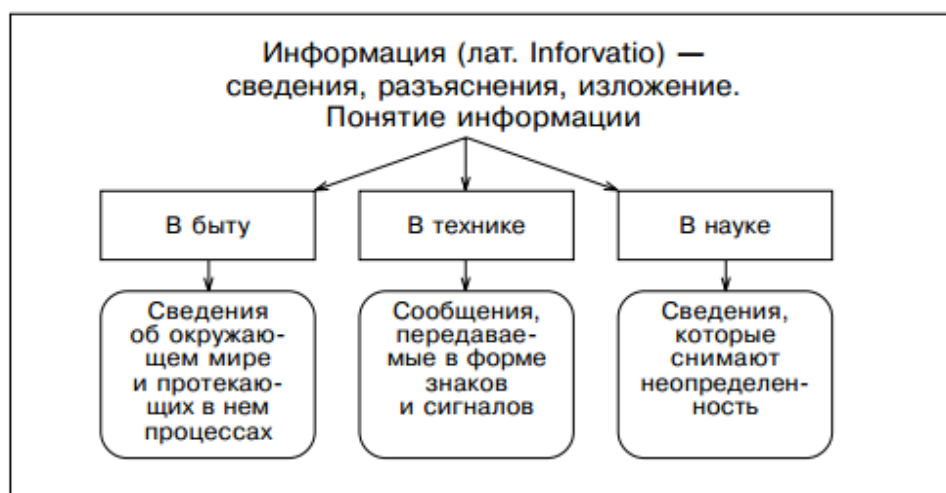 Информация (лат. Inforvatio) —
сведения, разъяснения, изложение.
Понятие информации
В быту
В технике
В науке
Сведения
об окружаю-
щем мире
и протекаю-
щих в нем
процессах
Сообщения,
передавае-
мые в форме
знаков
и сигналов
Сведения,
которые
снимают
неопределен-
ность